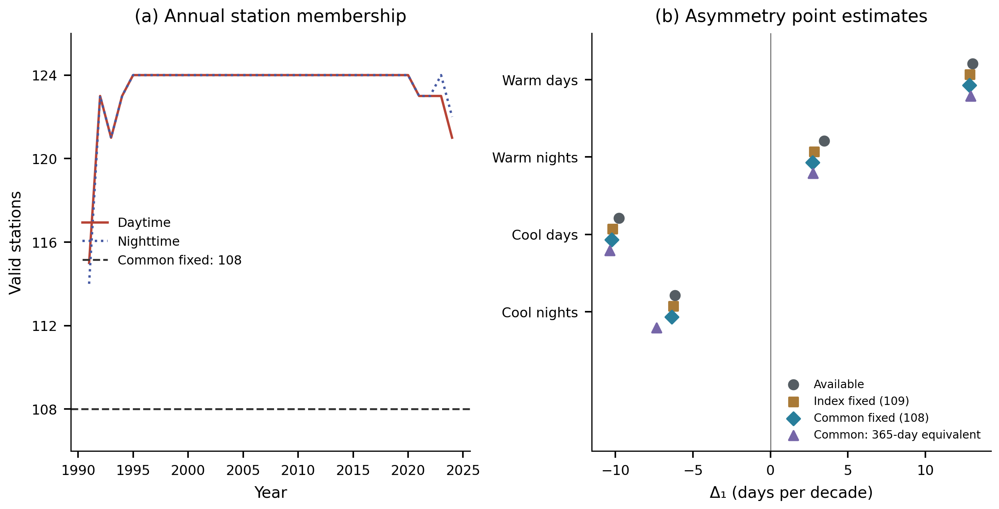 (a) Annual station membership
Valid stations
124
120
116
112
108
Daytime
Nighttime
Common fixed: 108
1990 1995 2000 2005 2010 2015 2020 2025
Year
(b) Asymmetry point estimates
Warm days
Warm nights
Cool days
Cool nights
Available
Index fixed (109)
Common fixed (108)
Common: 365-day equivalent
−10 −5 0 5 10
Δ₁ (days per decade)